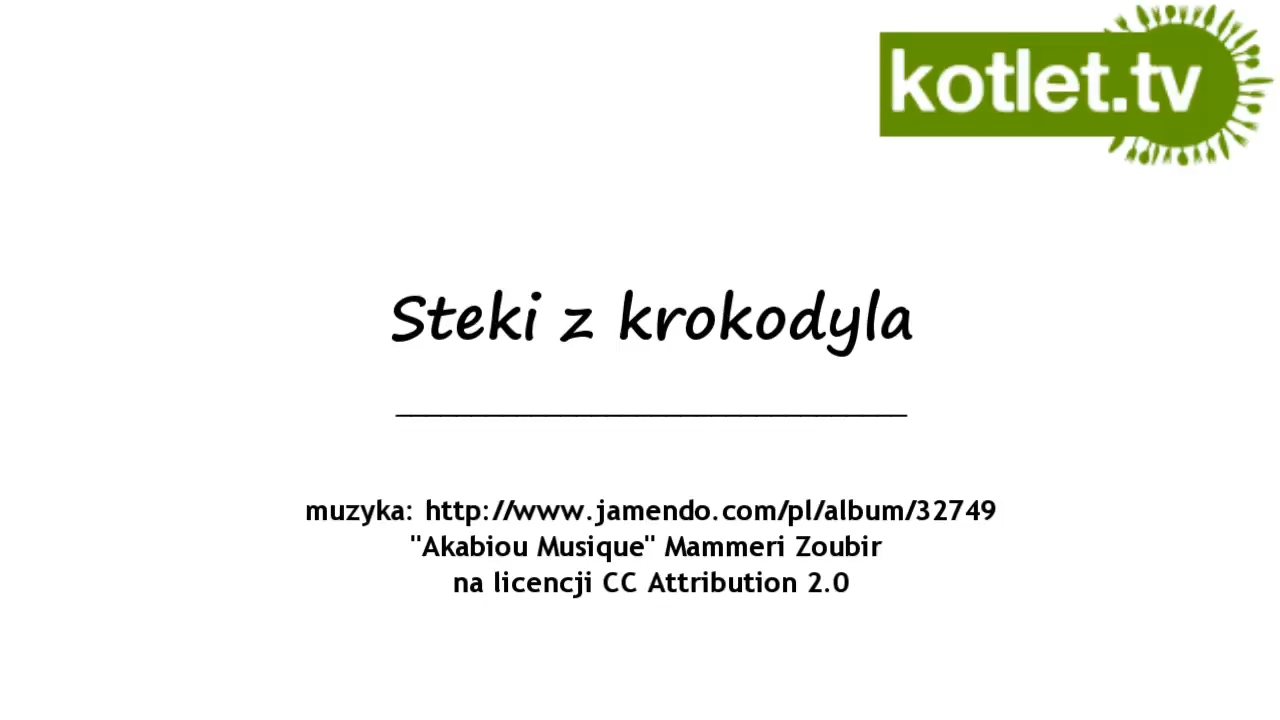 kotlet.tv
Steki z krokodyla
muzyka: http://www.jamendo.com/pl/album/32749
"Akabiou Musique" Mammeri Zoubir
na licencji CC Attribution 2.0